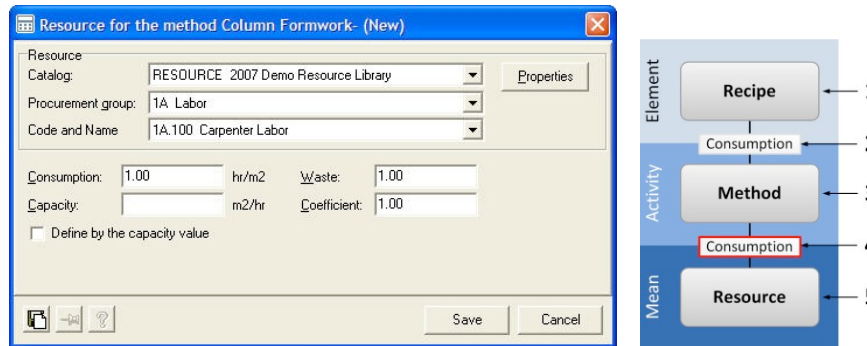 Resource for the method Column Formwork- (New)
Resource
Catalog: RESOURCE 2007 Demo Resource Library Properties
Procurement group: 1A Labor
Code and Name 1A.100 Carpenter Labor
Consumption: 1.00 hr/m2 Waste: 1.00
Capacity: m2/hr Coefficient: 1.00
Define by the capacity value
Save Cancel
Element
Recipe
Consumption
Activity
Method
Consumption
Mean
Resource